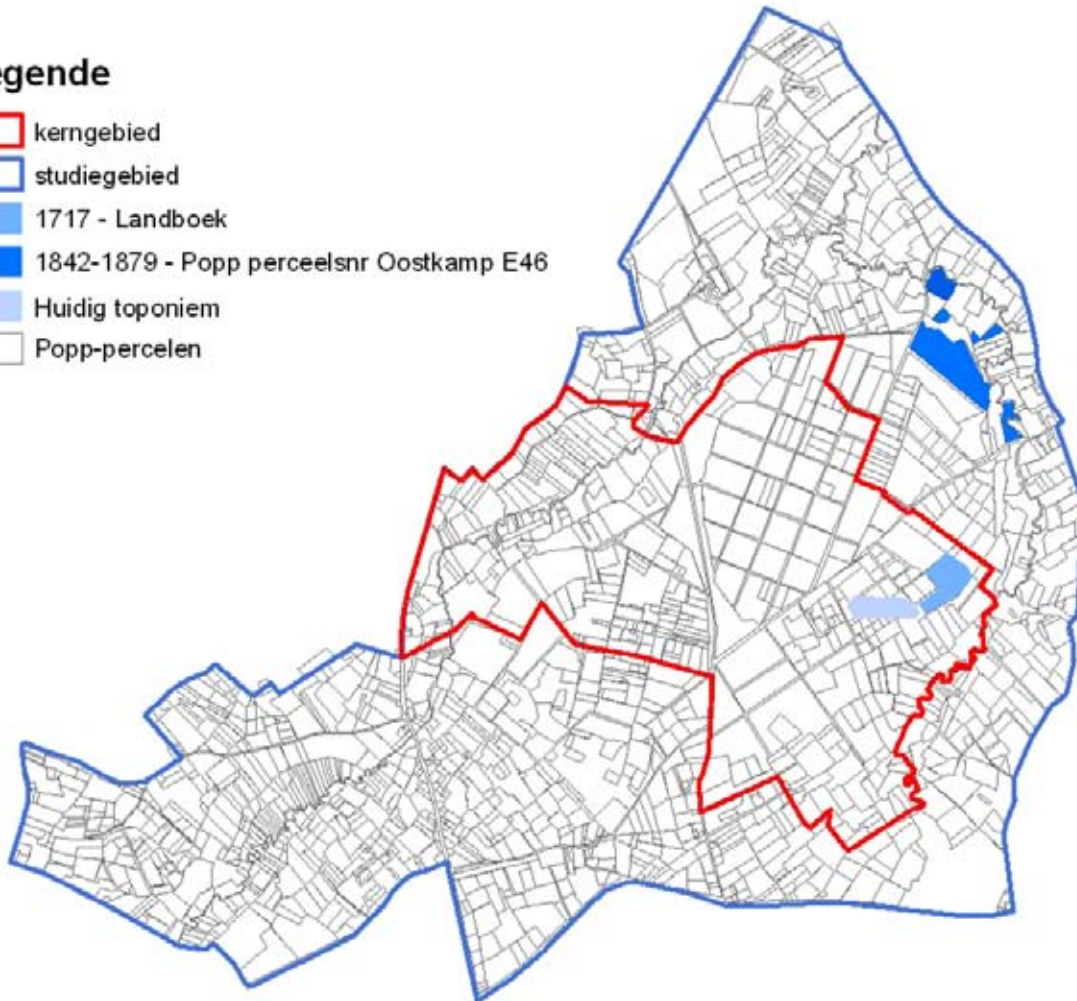 egende
kerngebied
studiegebied
1717 - Landboek
1842-1879 - Popp perceelsnr Oostkamp E46
Huidig toponiem
Popp-percelen